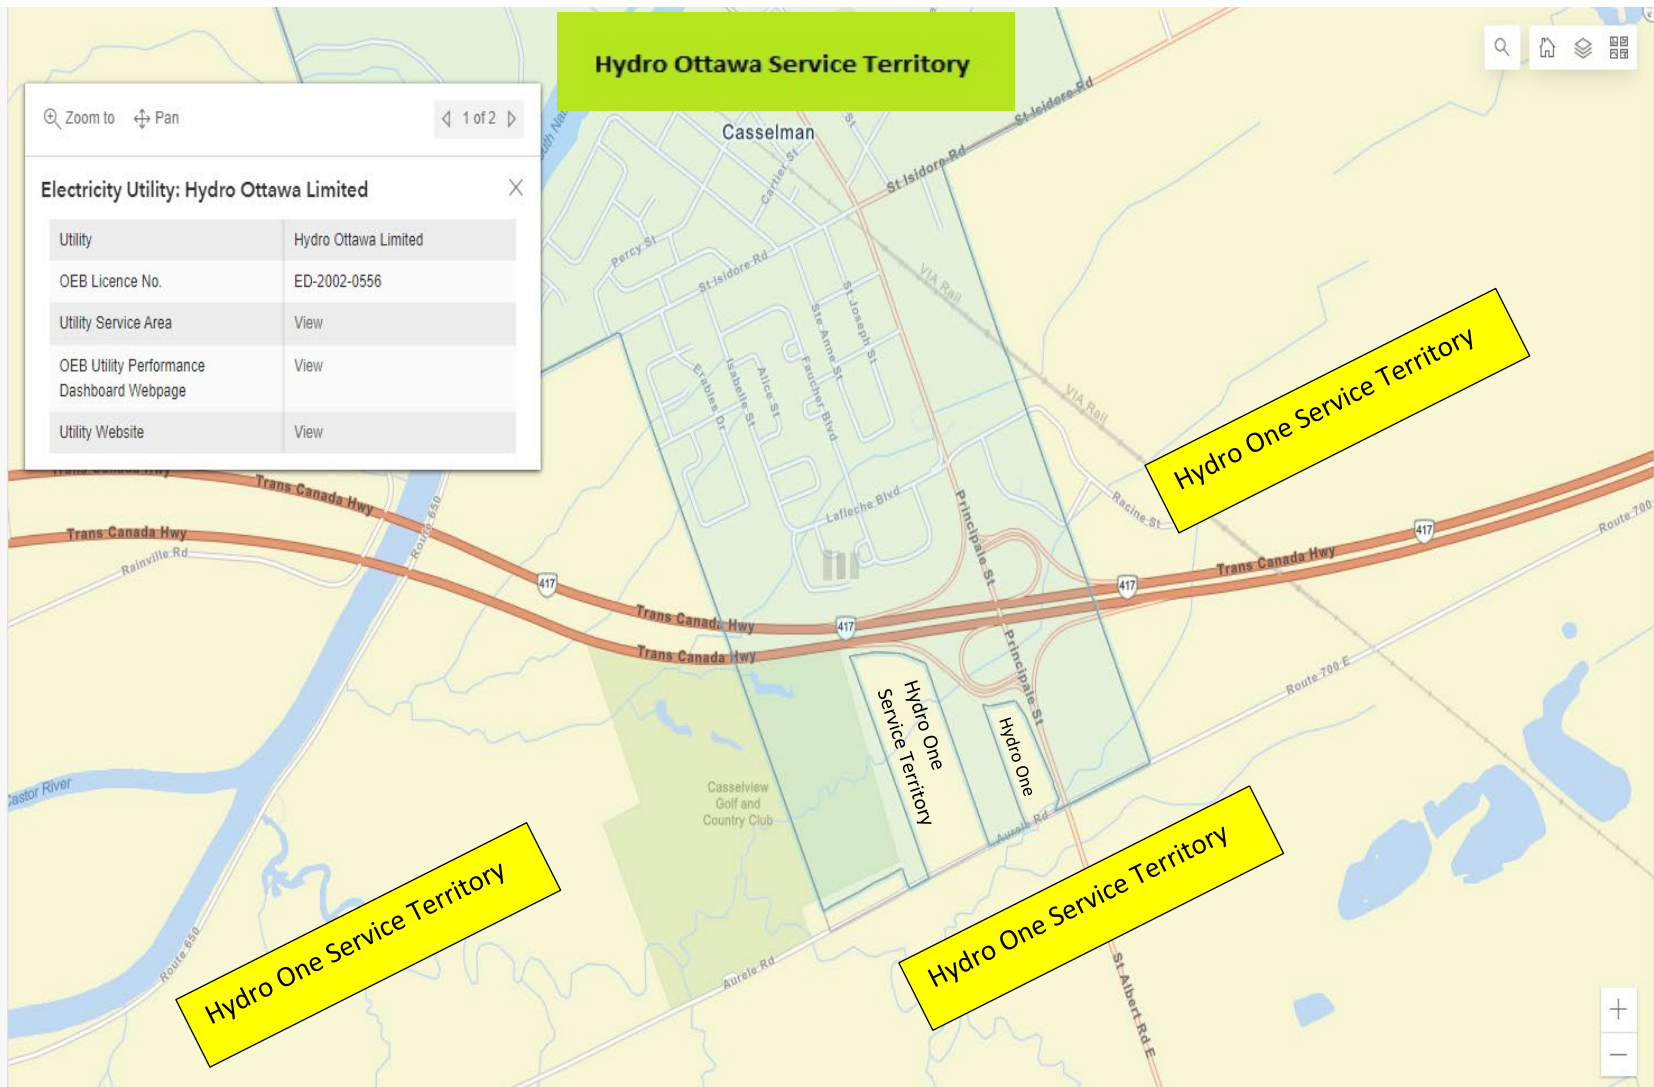 Hydro Ottawa Service Territory
Zoom to
Pan
1 of 2
Electricity Utility: Hydro Ottawa Limited
Utility
Hydro Ottawa Limited
OEB Licence No.
ED-2002-0556
Utility Service Area
View
OEB Utility Performance
Dashboard Webpage
View
Utility Website
View
Casselman
St Isidore Rd
St Isidore Rd
Cartier St
St
Percy St
St Isidore Rd
VIA Rail
St Joseph St
Ste Anne St
Faucher Blvd
Alice St
Isabelle St
Erables Dr
VIA Rail
Hydro One Service Territory
Lafleche Blvd
Racine St
Principale St
Trans Canada Hwy
Trans Canada Hwy
Trans Canada Hwy
Route 650
Rainville Rd
417
417
417
417
Trans Canada Hwy
Route 700
Trans Canada Hwy
Trans Canada Hwy
Principale St
Route 700 E
Hydro One
Service Territory
Hydro One
Castor River
Casselview
Golf and
Country Club
Aurele Rd
Hydro One Service Territory
Hydro One Service Territory
Route 650
Aurele Rd
St Albert Rd E